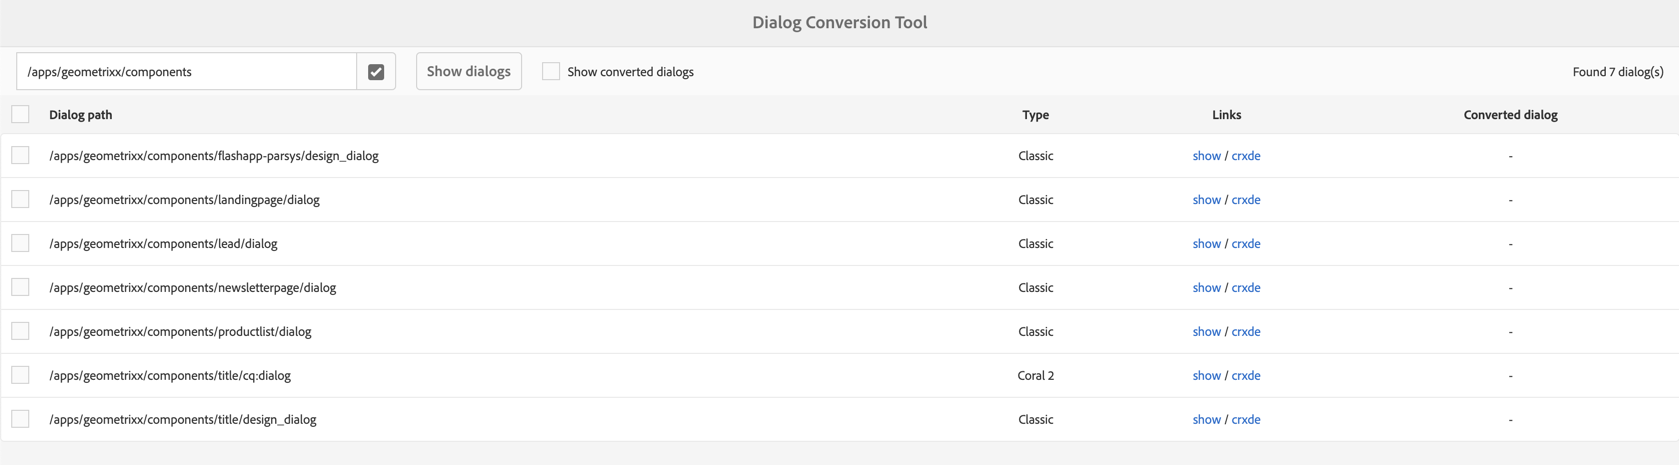 Dialog Conversion Tool
/apps/geometrixx/components Show dialogs Show converted dialogs Found 7 dialog(s)
Dialog path Type Links Converted dialog
/apps/geometrixx/components/flashapp-parsys/design_dialog Classic show / crxde -
/apps/geometrixx/components/landingpage/dialog Classic show / crxde -
/apps/geometrixx/components/lead/dialog Classic show / crxde -
/apps/geometrixx/components/newsletterpage/dialog Classic show / crxde -
/apps/geometrixx/components/productlist/dialog Classic show / crxde -
/apps/geometrixx/components/title/cq:dialog Coral 2 show / crxde -
/apps/geometrixx/components/title/design_dialog Classic show / crxde -